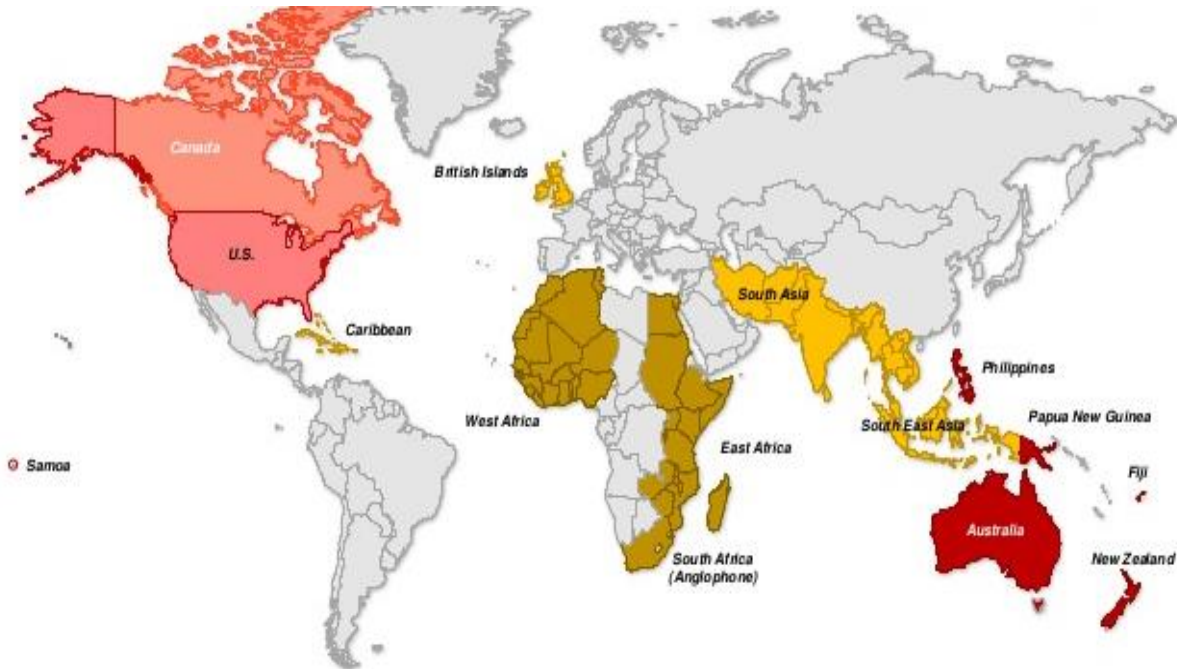 Canada
British Islands
U.S.
South Asia
Caribbean
Philippines
West Africa
South East Asia
Papua New Guinea
East Africa
Samoa
Fiji
Australia
South Africa
(Anglophone)
New Zealand